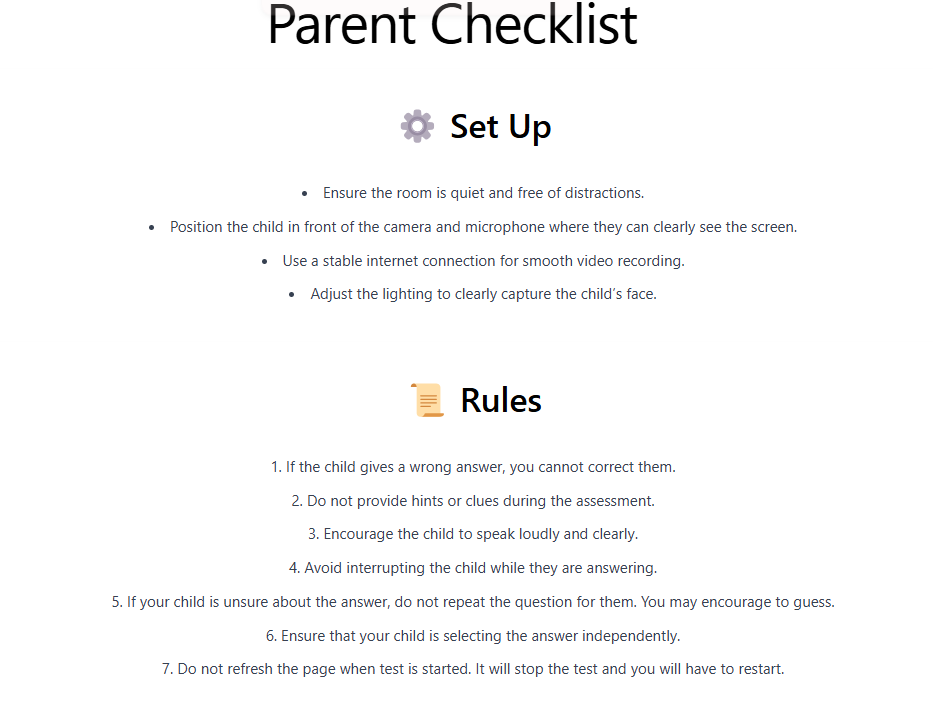 Parent Checklist
Set Up
• Ensure the room is quiet and free of distractions.
• Position the child in front of the camera and microphone where they can clearly see the screen.
• Use a stable internet connection for smooth video recording.
• Adjust the lighting to clearly capture the child’s face.
Rules
1. If the child gives a wrong answer, you cannot correct them.
2. Do not provide hints or clues during the assessment.
3. Encourage the child to speak loudly and clearly.
4. Avoid interrupting the child while they are answering.
5. If your child is unsure about the answer, do not repeat the question for them. You may encourage to guess.
6. Ensure that your child is selecting the answer independently.
7. Do not refresh the page when test is started. It will stop the test and you will have to restart.